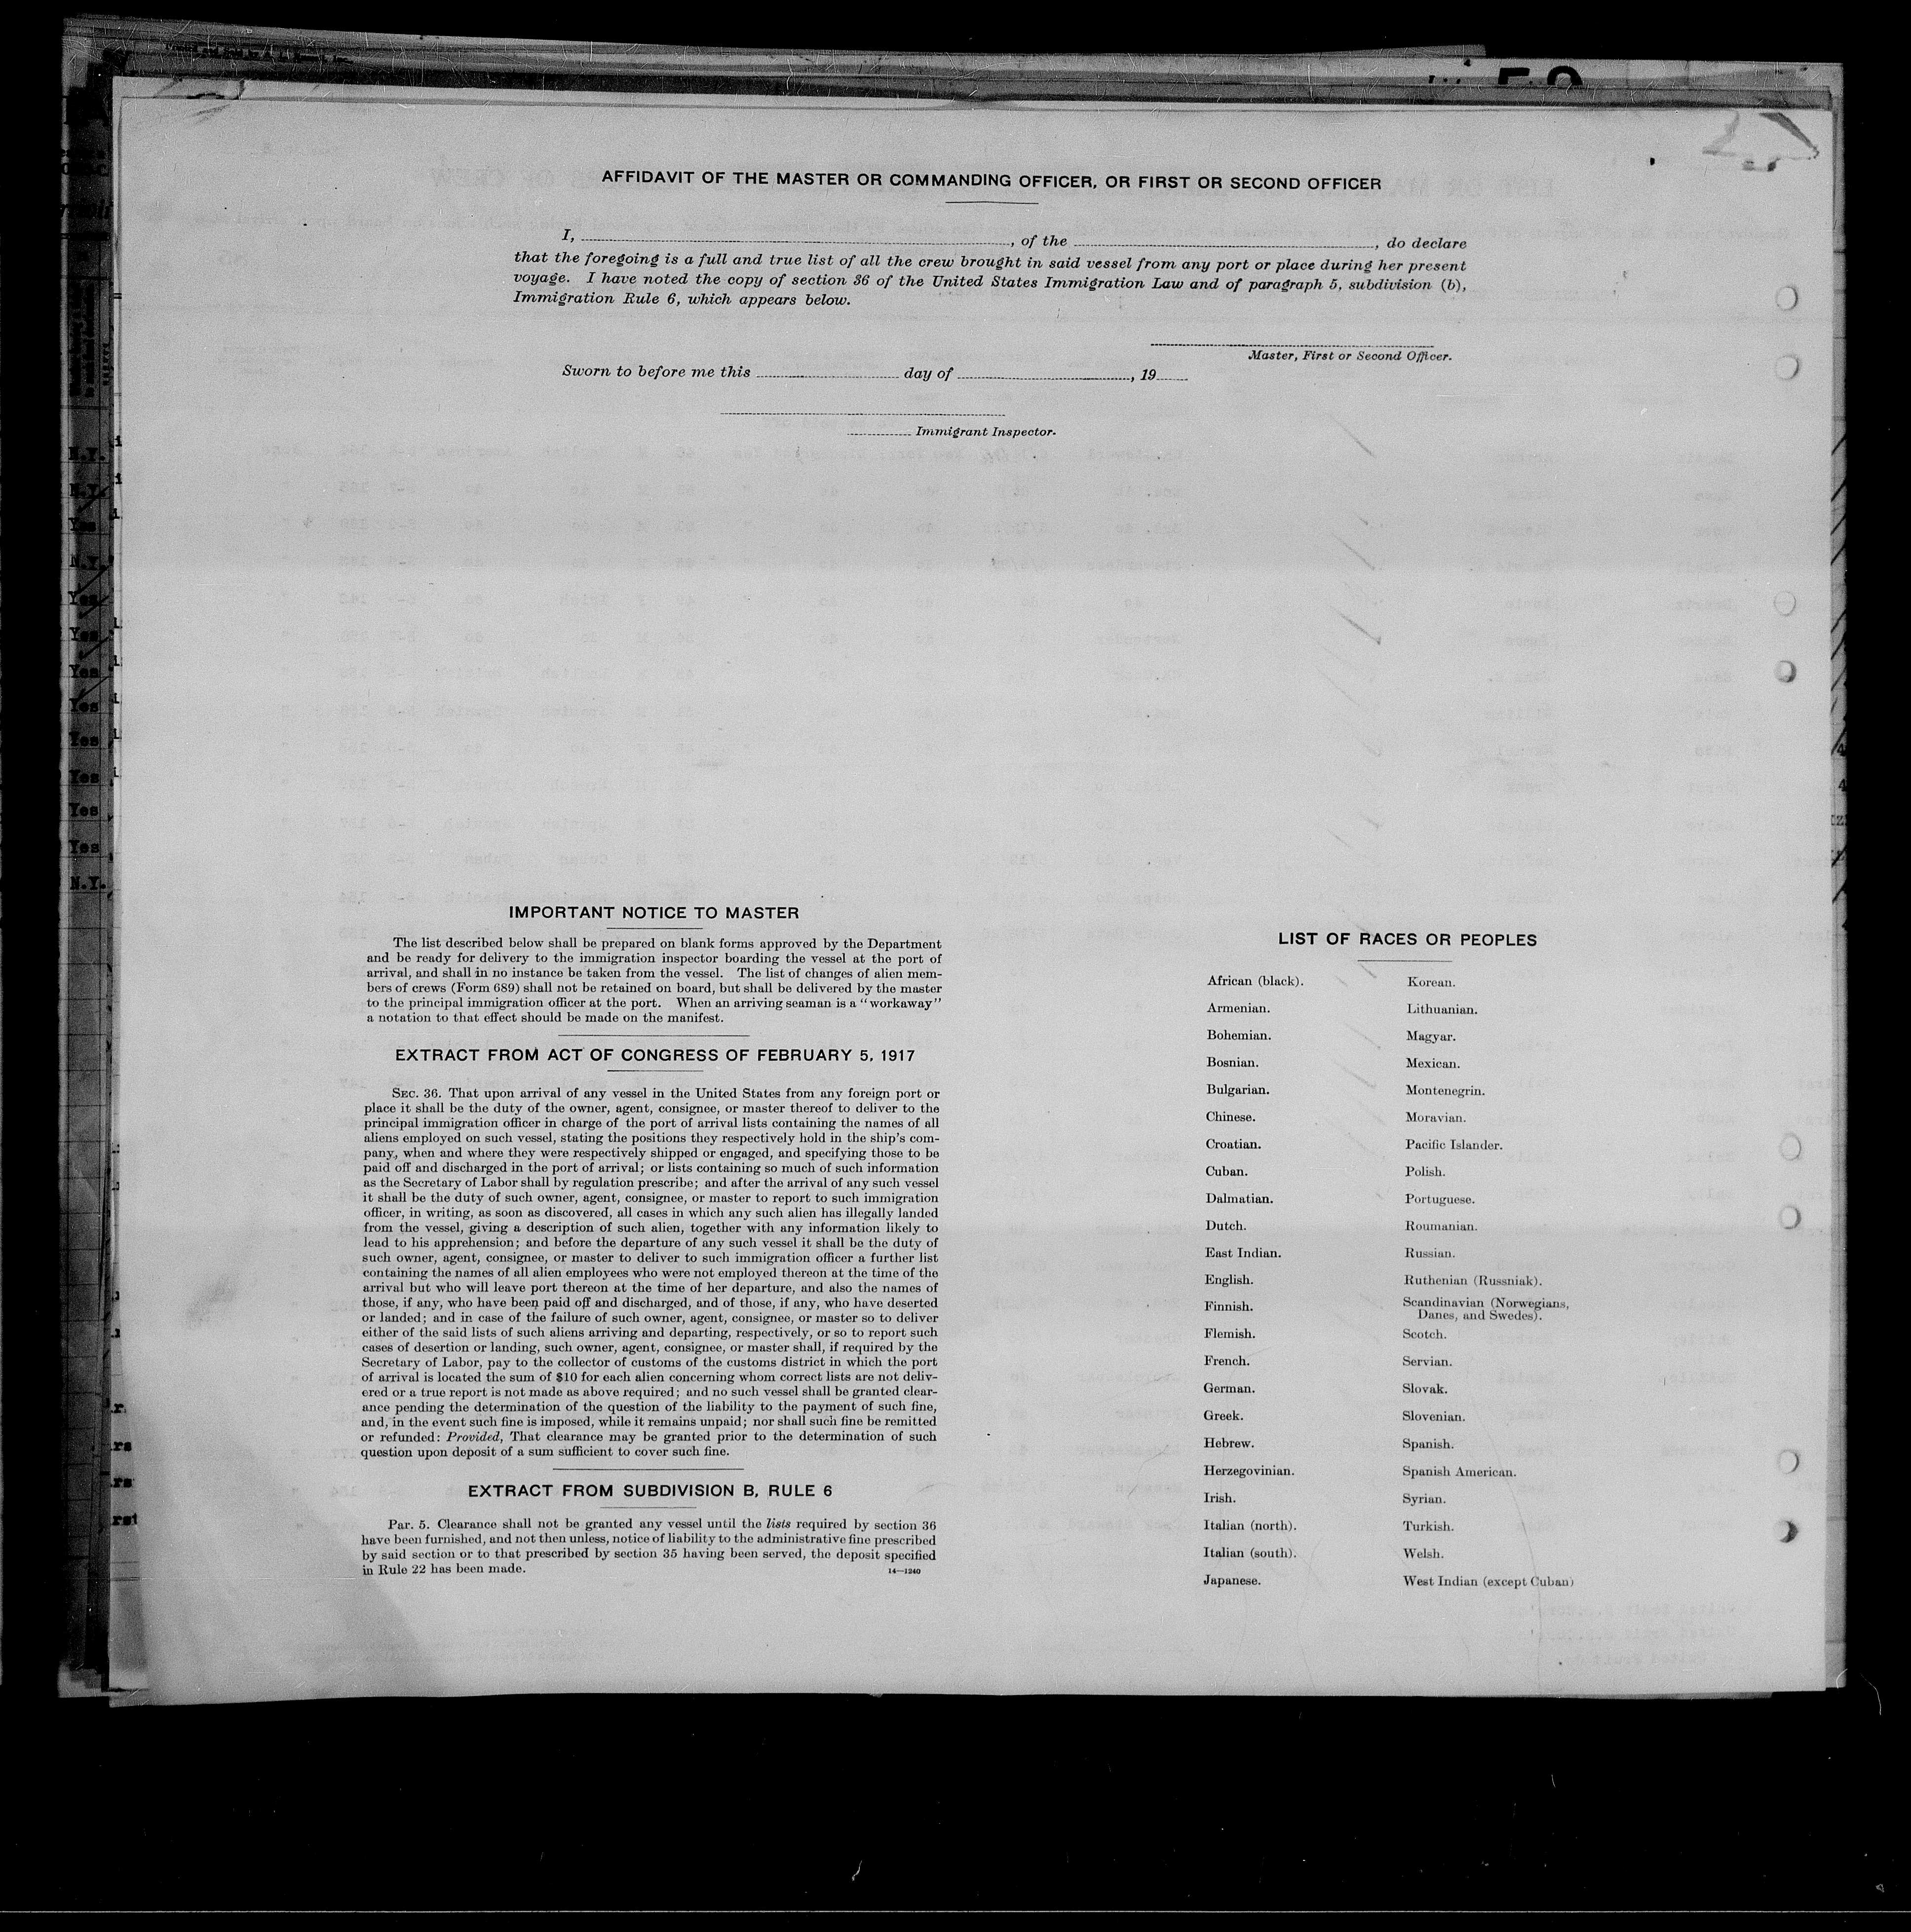 AFFIDAVIT OF THE MASTER OR COMMANDING OFFICER, OR FIRST OR SECOND OFFICER
I, , of the , do declare
that the foregoing is a full and true list of all the crew brought in said vessel from any port or place during her present
voyage. I have noted the copy of section 36 of the United States Immigration Law and of paragraph 5, subdivision (b),
Immigration Rule 6, which appears below.
Master, First or Second Officer.
Sworn to before me this day of , 19
Immigrant Inspector.
N.Y.
N.Y.
Yes
N.Y.
Yes
Yes
Yes
Yes
Yes
Yes
Yes
Yes
N.Y.
IMPORTANT NOTICE TO MASTER
The list described below shall be prepared on blank forms approved by the Department
and be ready for delivery to the immigration inspector boarding the vessel at the port of
arrival, and shall in no instance be taken from the vessel. The list of changes of alien mem-
bers of crews (Form 689) shall not be retained on board, but shall be delivered by the master
to the principal immigration officer at the port. When an arriving seaman is a "workaway"
a notation to that effect should be made on the manifest.
EXTRACT FROM ACT OF CONGRESS OF FEBRUARY 5, 1917
SEC. 36. That upon arrival of any vessel in the United States from any foreign port or
place it shall be the duty of the owner, agent, consignee, or master thereof to deliver to the
principal immigration officer in charge of the port of arrival lists containing the names of all
aliens employed on such vessel, stating the positions they respectively hold in the ship's com-
pany, when and where they were respectively shipped or engaged, and specifying those to be
paid off and discharged in the port of arrival; or lists containing so much of such information
as the Secretary of Labor shall by regulation prescribe; and after the arrival of any such vessel
it shall be the duty of such owner, agent, consignee, or master to report to such immigration
officer, in writing, as soon as discovered, all cases in which any such alien has illegally landed
from the vessel, giving a description of such alien, together with any information likely to
lead to his apprehension; and before the departure of any such vessel it shall be the duty of
such owner, agent, consignee, or master to deliver to such immigration officer a further list
containing the names of all alien employees who were not employed thereon at the time of the
arrival but who will leave port thereon at the time of her departure, and also the names of
those, if any, who have been paid off and discharged, and of those, if any, who have deserted
or landed; and in case of the failure of such owner, agent, consignee, or master so to deliver
either of the said lists of such aliens arriving and departing, respectively, or so to report such
cases of desertion or landing, such owner, agent, consignee, or master shall, if required by the
Secretary of Labor, pay to the collector of customs of the customs district in which the port
of arrival is located the sum of $10 for each alien concerning whom correct lists are not deliv-
ered or a true report is not made as above required; and no such vessel shall be granted clear-
ance pending the determination of the question of the liability to the payment of such fine,
and, in the event such fine is imposed, while it remains unpaid; nor shall such fine be remitted
or refunded: Provided, That clearance may be granted prior to the determination of such
question upon deposit of a sum sufficient to cover such fine.
EXTRACT FROM SUBDIVISION B, RULE 6
Par. 5. Clearance shall not be granted any vessel until the lists required by section 36
have been furnished, and not then unless, notice of liability to the administrative fine prescribed
by said section or to that prescribed by section 35 having been served, the deposit specified
in Rule 22 has been made.
14—1240
LIST OF RACES OR PEOPLES
African (black).
Armenian.
Bohemian.
Bosnian.
Bulgarian.
Chinese.
Croatian.
Cuban.
Dalmatian.
Dutch.
East Indian.
English.
Finnish.
Flemish.
French.
German.
Greek.
Hebrew.
Herzegovinian.
Irish.
Italian (north).
Italian (south).
Japanese.
Korean.
Lithuanian.
Magyar.
Mexican.
Montenegrin.
Moravian.
Pacific Islander.
Polish.
Portuguese.
Roumanian.
Russian.
Ruthenian (Russniak).
Scandinavian (Norwegians,
Danes, and Swedes).
Scotch.
Servian.
Slovak.
Slovenian.
Spanish.
Spanish American.
Syrian.
Turkish.
Welsh.
West Indian (except Cuban)